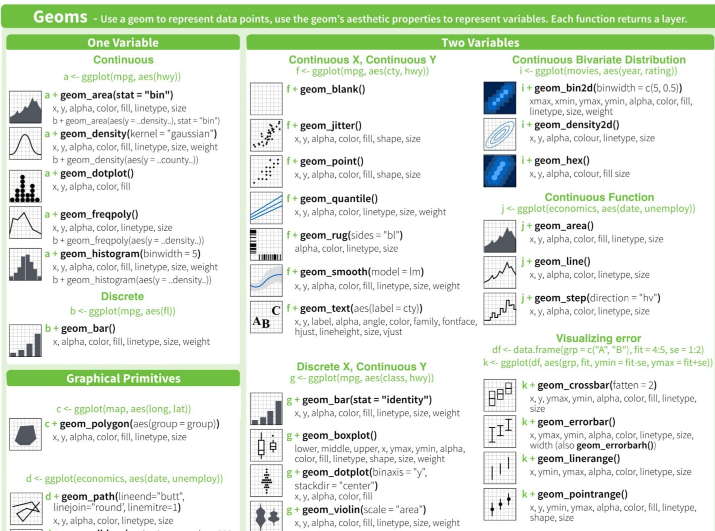 Geoms - Use a geom to represent data points, use the geom's aesthetic properties to represent variables. Each function returns a layer.
One Variable
Continuous
a <- ggplot(mpg, aes(hwy))
a + geom_area(stat = "bin")
x, y, alpha, color, fill, linetype, size
b + geom_area(aes(y = ..density..), stat = "bin")
a + geom_density(kernel = "gaussian")
x, y, alpha, color, fill, linetype, size, weight
b + geom_density(aes(y = ..county..))
a + geom_dotplot()
x, y, alpha, color, fill
a + geom_freqpoly()
x, y, alpha, color, linetype, size
b + geom_freqpoly(aes(y = ..density..))
a + geom_histogram(binwidth = 5)
x, y, alpha, color, fill, linetype, size, weight
b + geom_histogram(aes(y = ..density..))
Discrete
b <- ggplot(mpg, aes(fl))
b + geom_bar()
x, alpha, color, fill, linetype, size, weight
Graphical Primitives
c <- ggplot(map, aes(long, lat))
c + geom_polygon(aes(group = group))
x, y, alpha, color, fill, linetype, size
d <- ggplot(economics, aes(date, unemploy))
d + geom_path(lineend="butt",
linejoin="round', linemitre=1)
x, y, alpha, color, linetype, size
Two Variables
Continuous X, Continuous Y
f <- ggplot(mpg, aes(cty, hwy))
f + geom_blank()
f + geom_jitter()
x, y, alpha, color, fill, shape, size
f + geom_point()
x, y, alpha, color, fill, shape, size
f + geom_quantile()
x, y, alpha, color, linetype, size, weight
f + geom_rug(sides = "bl")
alpha, color, linetype, size
f + geom_smooth(model = lm)
x, y, alpha, color, fill, linetype, size, weight
C
AB
f + geom_text(aes(label = cty))
x, y, label, alpha, angle, color, family, fontface,
hjust, lineheight, size, vjust
Discrete X, Continuous Y
g <- ggplot(mpg, aes(class, hwy))
g + geom_bar(stat = "identity")
x, y, alpha, color, fill, linetype, size, weight
g + geom_boxplot()
lower, middle, upper, x, ymax, ymin, alpha,
color, fill, linetype, shape, size, weight
g + geom_dotplot(binaxis = "y",
stackdir = "center")
x, y, alpha, color, fill
g + geom_violin(scale = "area")
x, y, alpha, color, fill, linetype, size, weight
Continuous Bivariate Distribution
i <- ggplot(movies, aes(year, rating))
i + geom_bin2d(binwidth = c(5, 0.5))
xmax, xmin, ymax, ymin, alpha, color, fill,
linetype, size, weight
i + geom_density2d()
x, y, alpha, colour, linetype, size
i + geom_hex()
x, y, alpha, colour, fill size
Continuous Function
j <- ggplot(economics, aes(date, unemploy))
j + geom_area()
x, y, alpha, color, fill, linetype, size
j + geom_line()
x, y, alpha, color, linetype, size
j + geom_step(direction = "hv")
x, y, alpha, color, linetype, size
Visualizing error
df <- data.frame(grp = c("A", "B"), fit = 4:5, se = 1:2)
k <- ggplot(df, aes(grp, fit, ymin = fit-se, ymax = fit+se))
k + geom_crossbar(fatten = 2)
x, y, ymax, ymin, alpha, color, fill, linetype,
size
k + geom_errorbar()
x, ymax, ymin, alpha, color, linetype, size,
width (also geom_errorbarh())
k + geom_linerange()
x, ymin, ymax, alpha, color, linetype, size
k + geom_pointrange()
x, y, ymin, ymax, alpha, color, fill, linetype,
shape, size